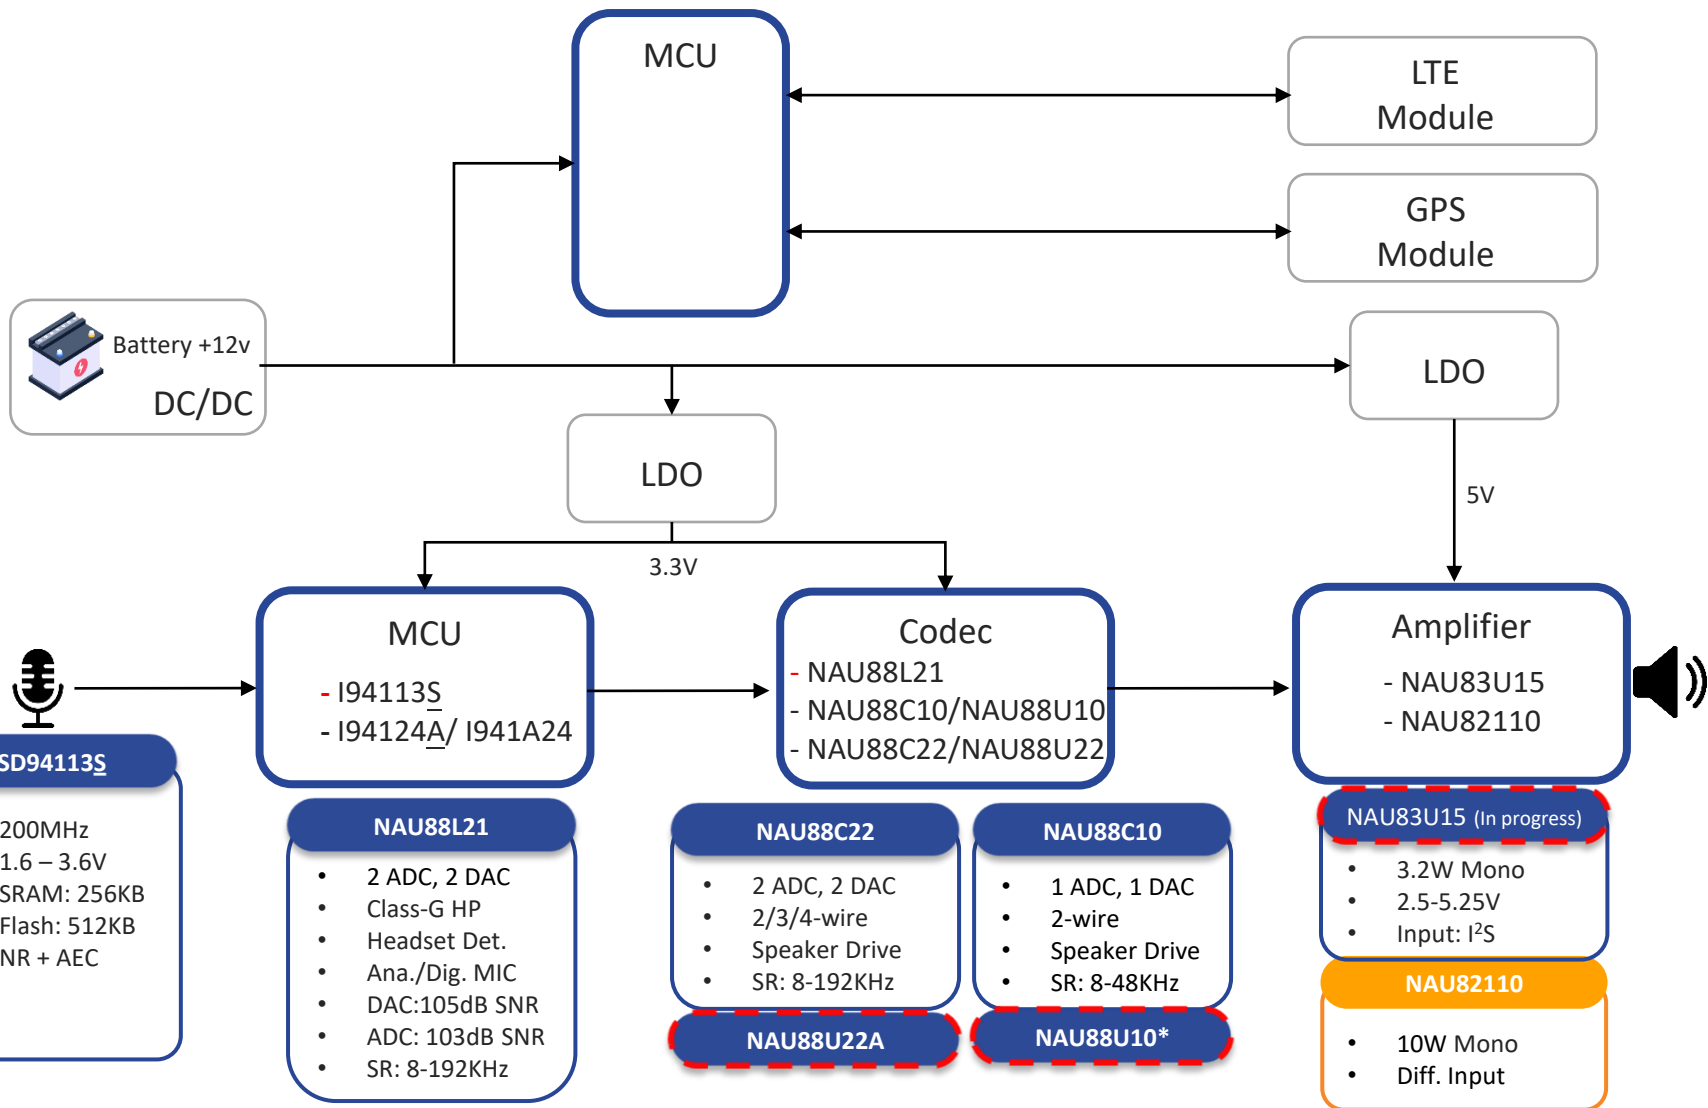 MCU
LTE
Module
GPS
Module
Battery +12v
DC/DC
LDO
LDO
5V
3.3V
MCU
- I94113S
- I94124A/ I941A24
Codec
- NAU88L21
- NAU88C10/NAU88U10
- NAU88C22/NAU88U22
Amplifier
- NAU83U15
- NAU82110
SD94113S
200MHz
1.6 – 3.6V
SRAM: 256KB
Flash: 512KB
NR + AEC
NAU88L21
• 2 ADC, 2 DAC
• Class-G HP
• Headset Det.
• Ana./Dig. MIC
• DAC:105dB SNR
• ADC: 103dB SNR
• SR: 8-192KHz
NAU88C22
• 2 ADC, 2 DAC
• 2/3/4-wire
• Speaker Drive
• SR: 8-192KHz
NAU88U22A
NAU88C10
• 1 ADC, 1 DAC
• 2-wire
• Speaker Drive
• SR: 8-48KHz
NAU88U10*
NAU83U15 (In progress)
• 3.2W Mono
• 2.5-5.25V
• Input: I²S
NAU82110
• 10W Mono
• Diff. Input